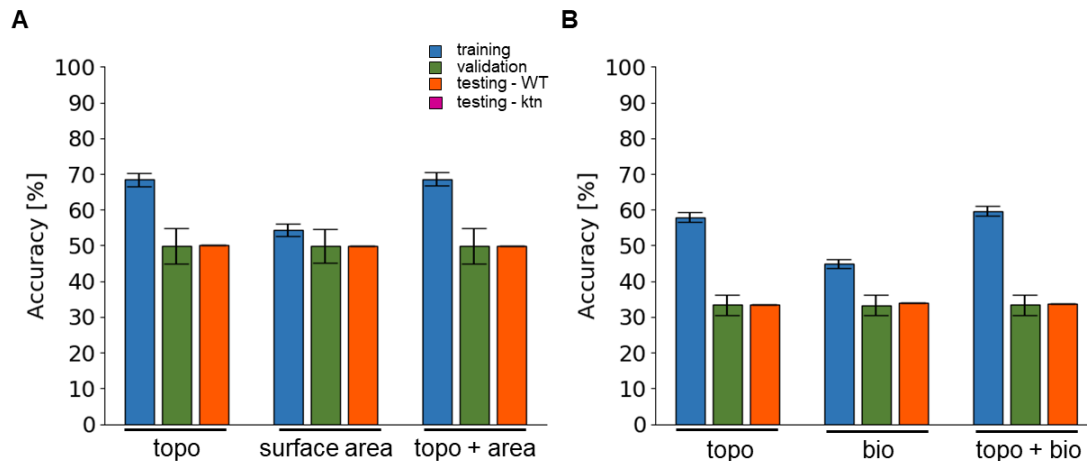 A
B
training
validation
testing - WT
testing - ktn
Accuracy [%]
100
90
80
70
60
50
40
30
20
10
0
topo
surface area
topo + area
Accuracy [%]
100
90
80
70
60
50
40
30
20
10
0
topo
bio
topo + bio